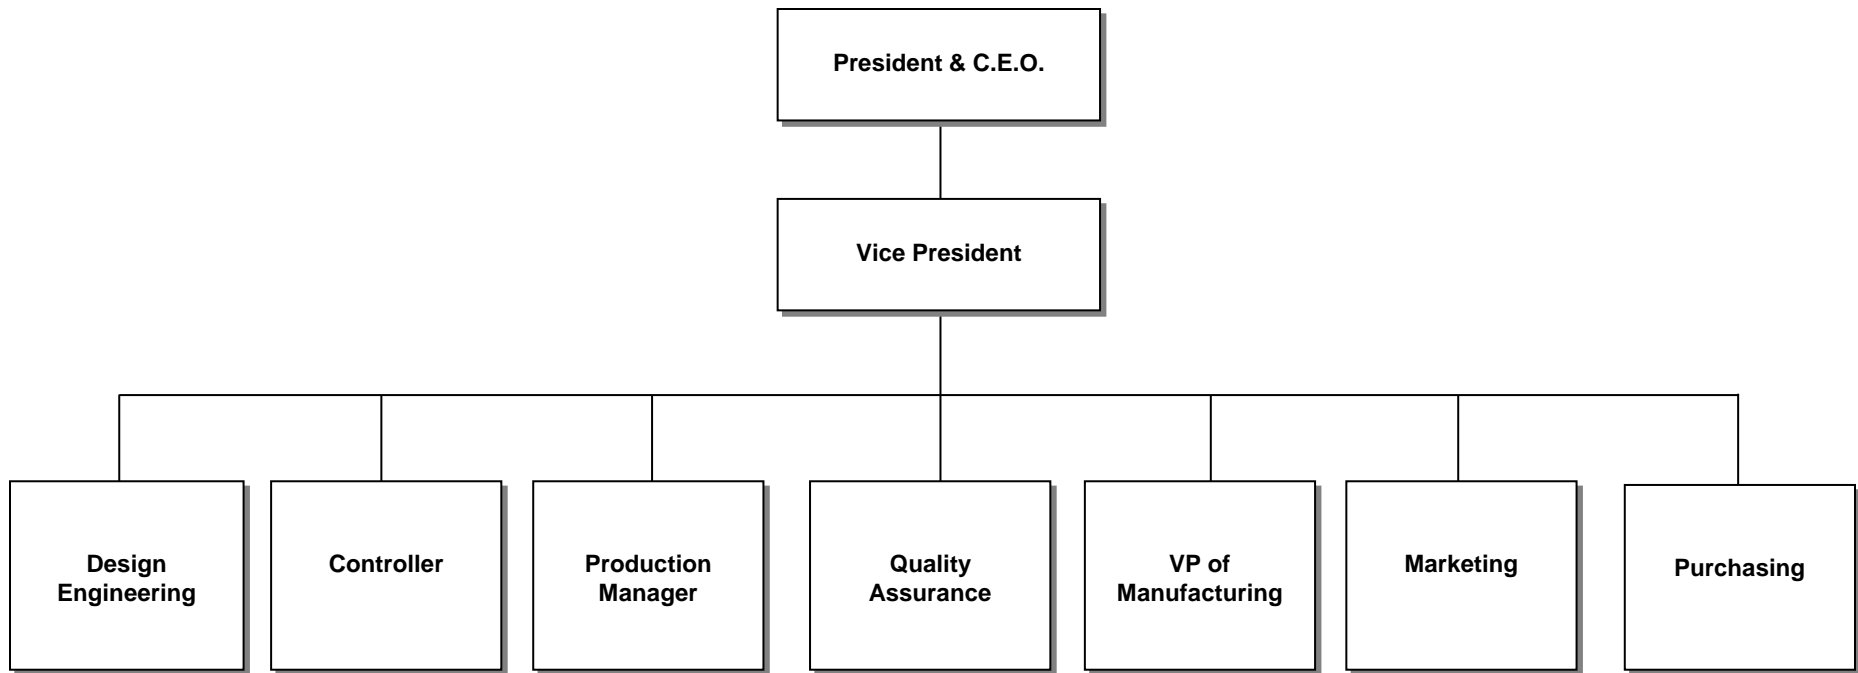 President & C.E.O.
Vice President
Design
Engineering
Controller
Production
Manager
Quality
Assurance
VP of
Manufacturing
Marketing
Purchasing